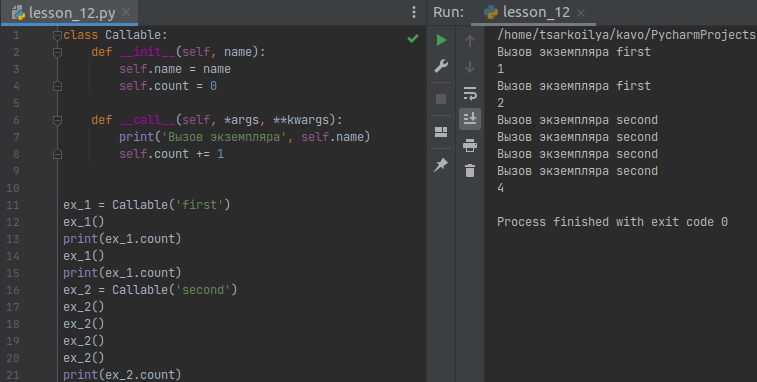 lesson_12.py
1 class Callable:
2     def __init__(self, name):
3         self.name = name
4         self.count = 0
5
6     def __call__(self, *args, **kwargs):
7         print('Вызов экземпляра', self.name)
8         self.count += 1
9
10
11 ex_1 = Callable('first')
12 ex_1()
13 print(ex_1.count)
14 ex_1()
15 print(ex_1.count)
16 ex_2 = Callable('second')
17 ex_2()
18 ex_2()
19 ex_2()
20 ex_2()
21 print(ex_2.count)
Run: lesson_12
/home/tsarkoilya/kavo/PycharmProjects
Вызов экземпляра first
1
Вызов экземпляра first
2
Вызов экземпляра second
Вызов экземпляра second
Вызов экземпляра second
Вызов экземпляра second
4
Process finished with exit code 0